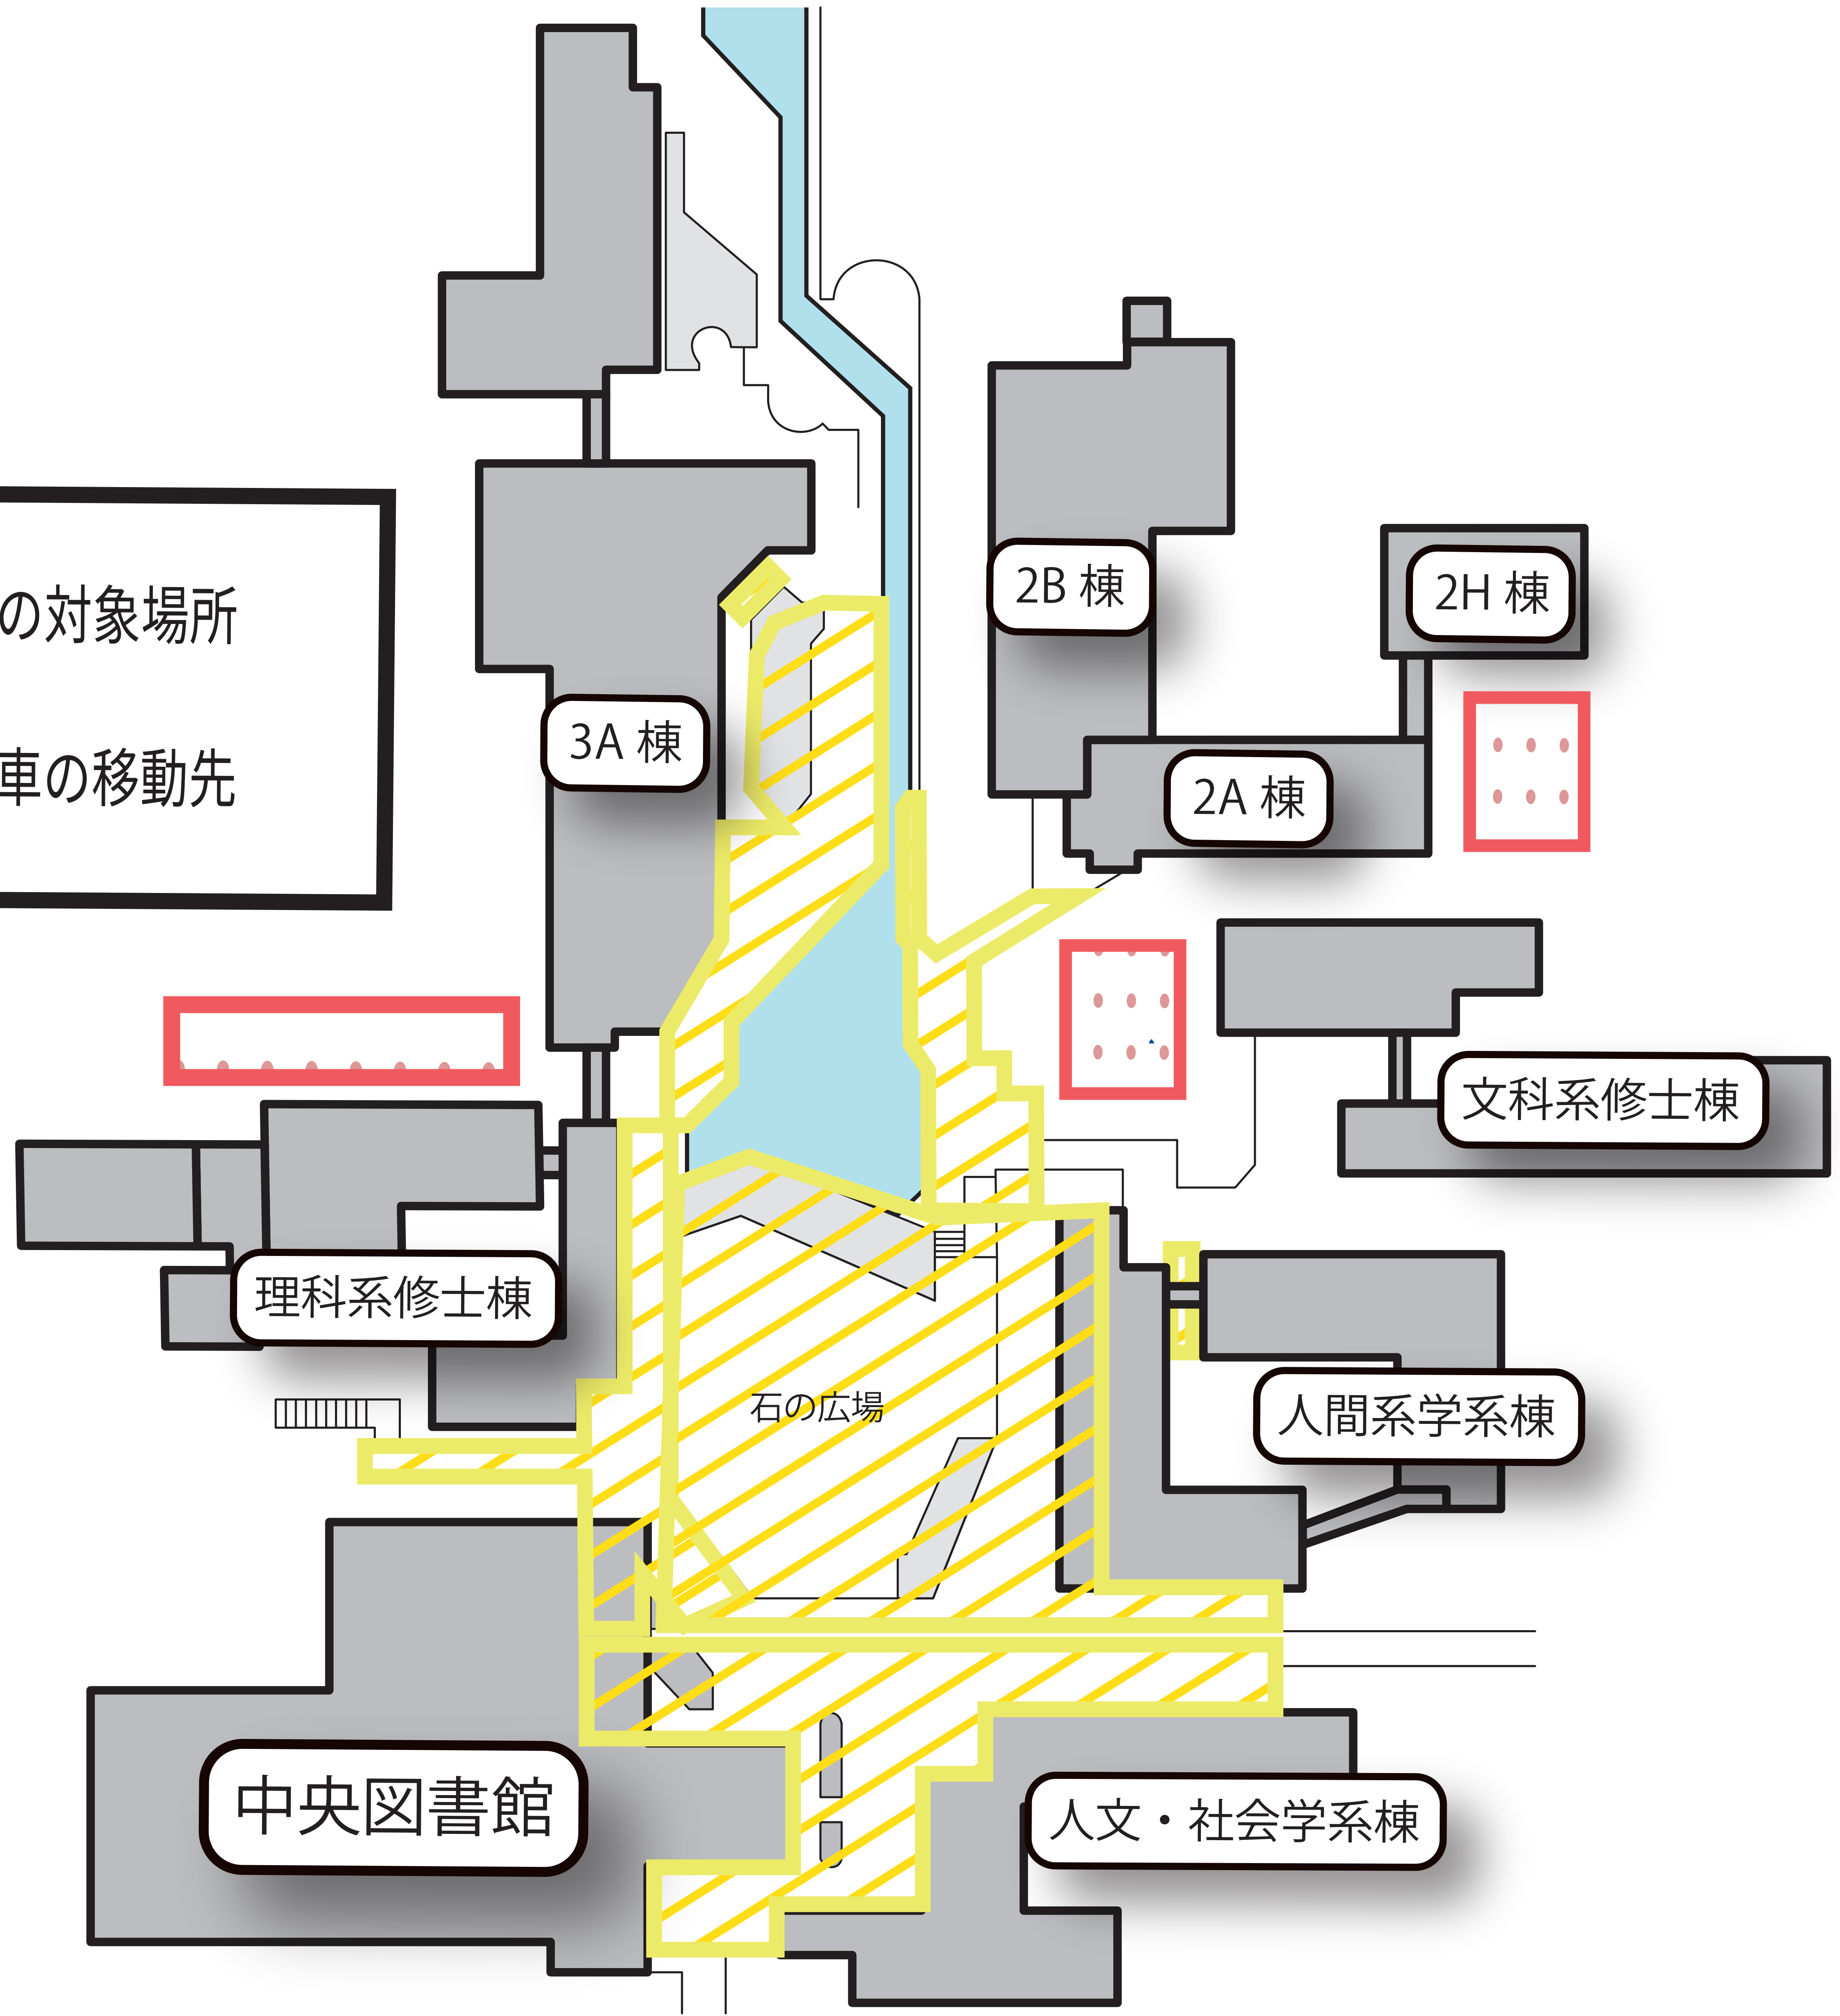 の対象場所
車の移動先
2B 棟
2H 棟
3A 棟
2A 棟
文科系修士棟
理科系修士棟
石の広場
人間系学系棟
中央図書館
人文・社会学系棟